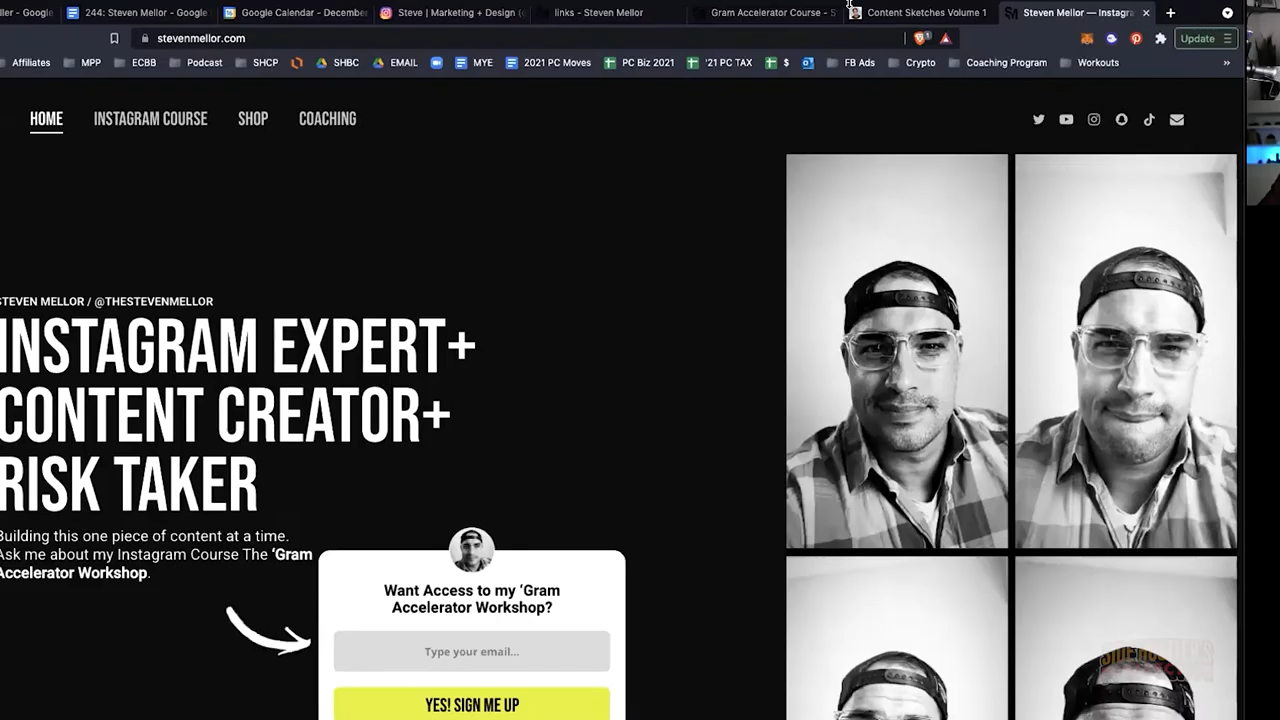 ller - Google
244: Steven Mellor - Google
Google Calendar - Decembe
Steve | Marketing + Design (
links - Steven Mellor
Gram Accelerator Course - S
Content Sketches Volume 1
Steven Mellor — Instagra
stevenmellor.com
1
Update
Affiliates
MPP
ECBB
Podcast
SHCP
SHBC
EMAIL
MYE
2021 PC Moves
PC Biz 2021
'21 PC TAX
$
FB Ads
Crypto
Coaching Program
Workouts
»
HOME
INSTAGRAM COURSE
SHOP
COACHING
STEVEN MELLOR / @THESTEVENMELLOR
INSTAGRAM EXPERT+
CONTENT CREATOR+
RISK TAKER
Building this one piece of content at a time.
Ask me about my Instagram Course The ‘Gram
Accelerator Workshop.
Want Access to my ‘Gram
Accelerator Workshop?
Type your email...
YES! SIGN ME UP